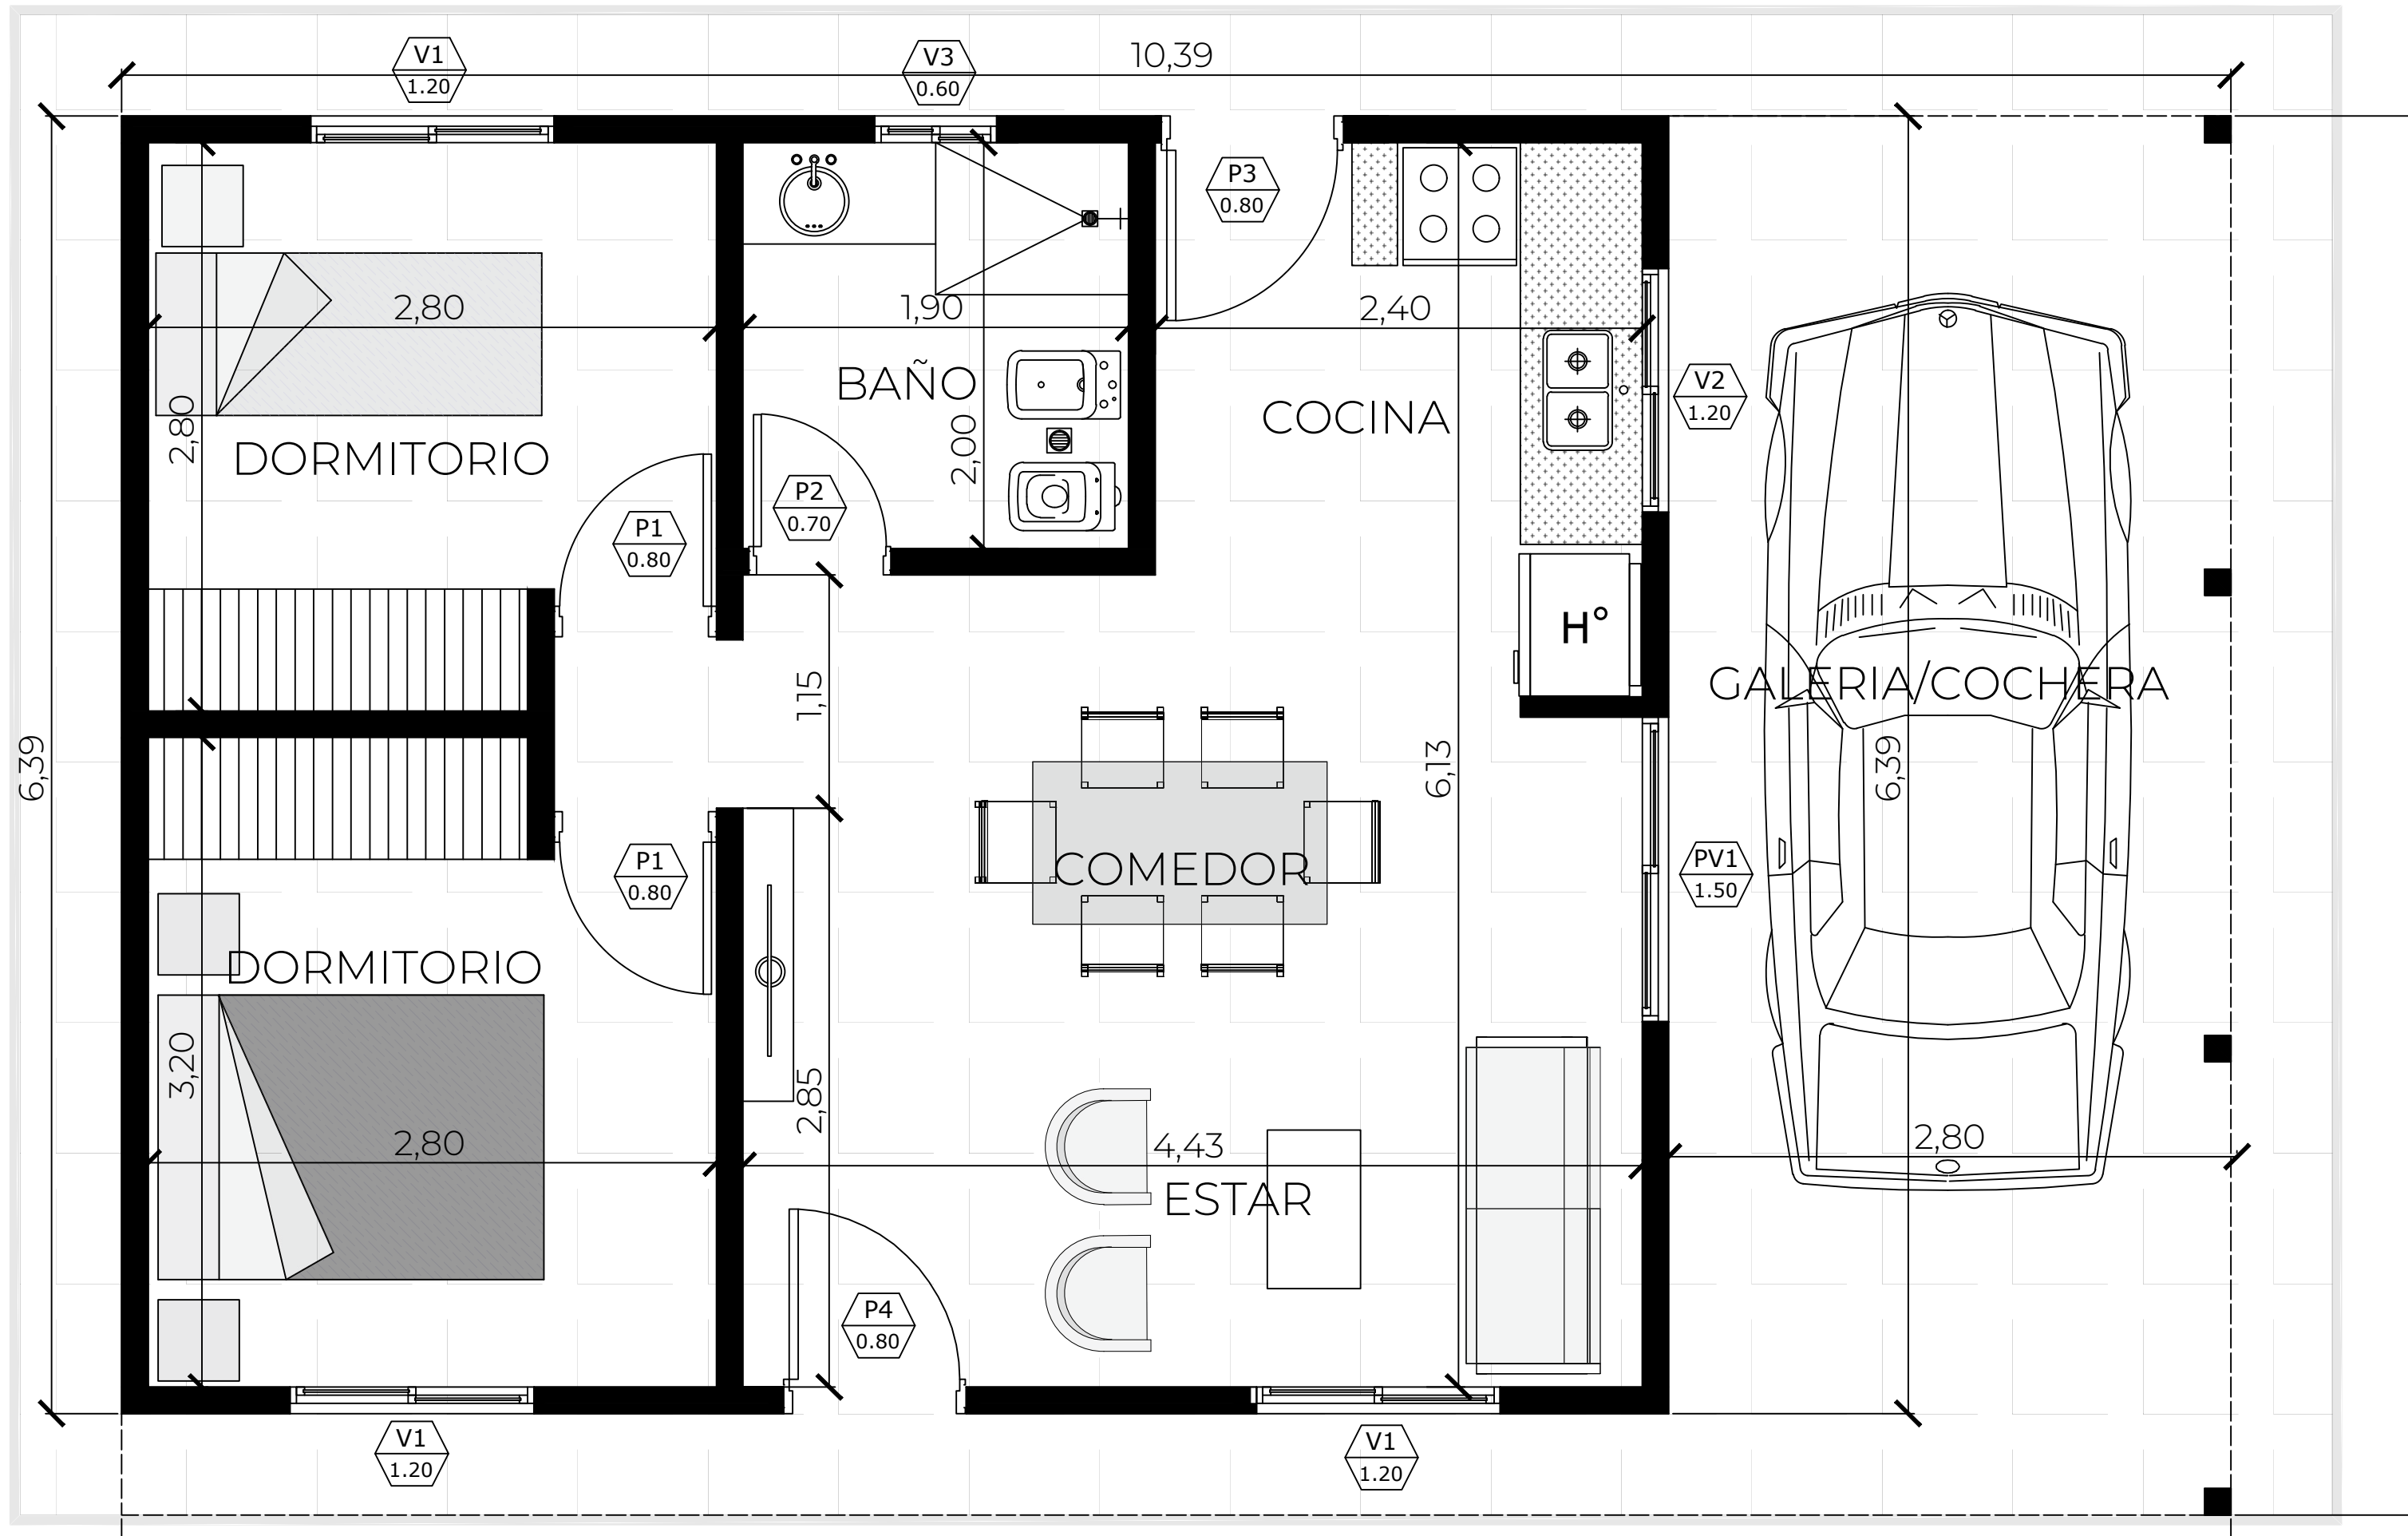 10,39
V1
1.20
V3
0.60
P3
0.80
2,80
1,90
2,40
BAÑO
COCINA
V2
1.20
2,80
2,00
DORMITORIO
P2
0.70
P1
0.80
H°
GALERIA/COCHERA
1,15
6,39
6,13
6,39
P1
0.80
COMEDOR
PV1
1.50
DORMITORIO
3,20
2,85
2,80
4,43
2,80
ESTAR
P4
0.80
V1
1.20
V1
1.20